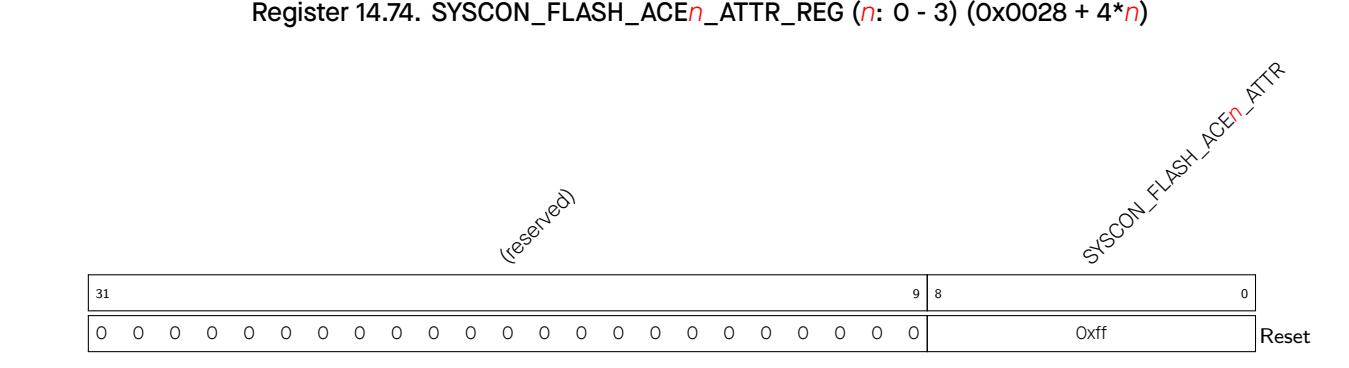 Register 14.74. SYSCON_FLASH_ACEn_ATTR_REG (n: 0 - 3) (0x0028 + 4*n)
(reserved)
SYSCON_FLASH_ACEn_ATTR
31 9 8 0
0 0 0 0 0 0 0 0 0 0 0 0 0 0 0 0 0 0 0 0 0 0 0 0xff Reset